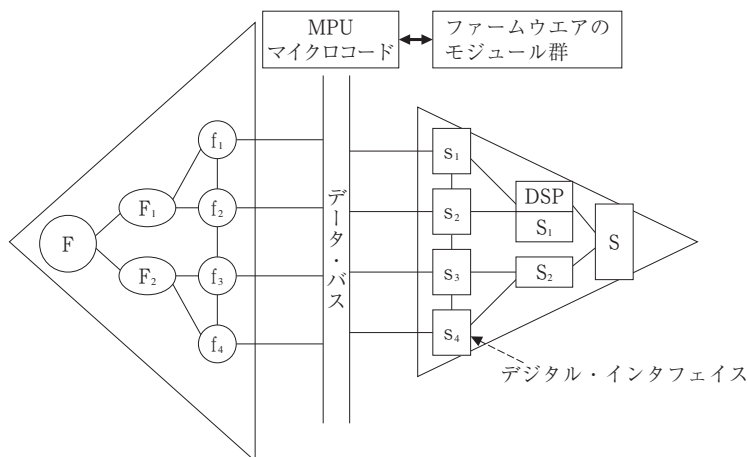 MPU
マイクロコード
ファームウエアの
モジュール群
F
F₁
F₂
f₁
f₂
f₃
f₄
データ・バス
s₁
s₂
s₃
s₄
DSP
S₁
S₂
S
デジタル・インタフェイス